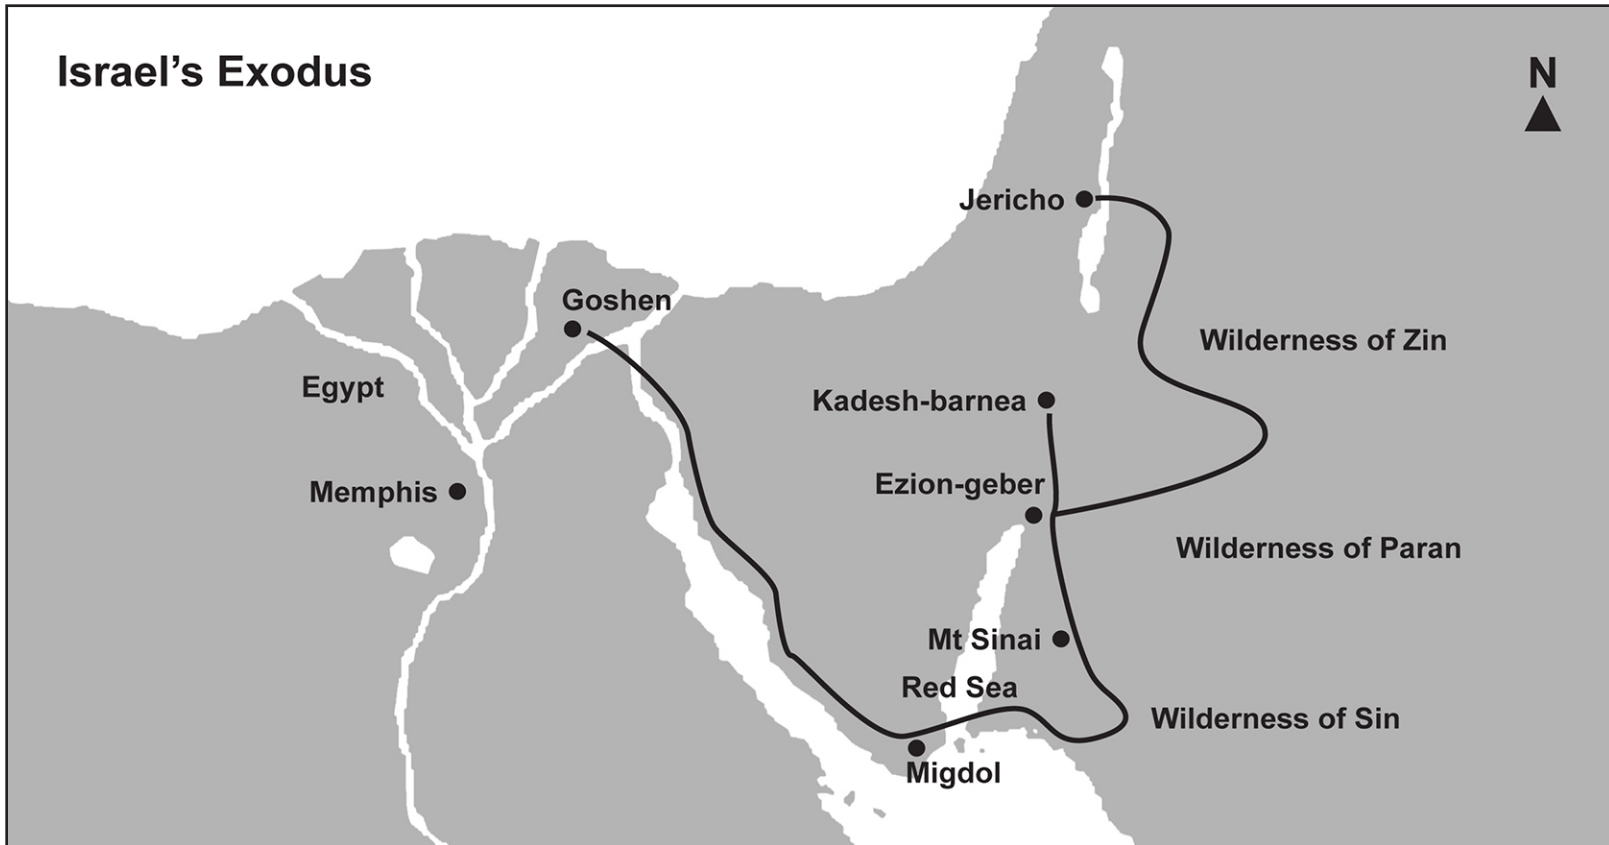 Israel’s Exodus
N
Jericho
Goshen
Wilderness of Zin
Egypt
Kadesh-barnea
Ezion-geber
Memphis
Wilderness of Paran
Mt Sinai
Red Sea
Wilderness of Sin
Migdol